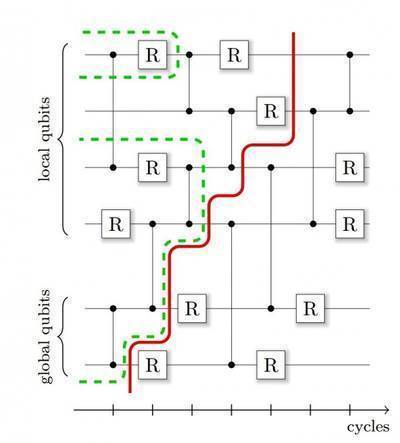 R R
R
local qubits
R R
R R
R R
global qubits
R R
cycles